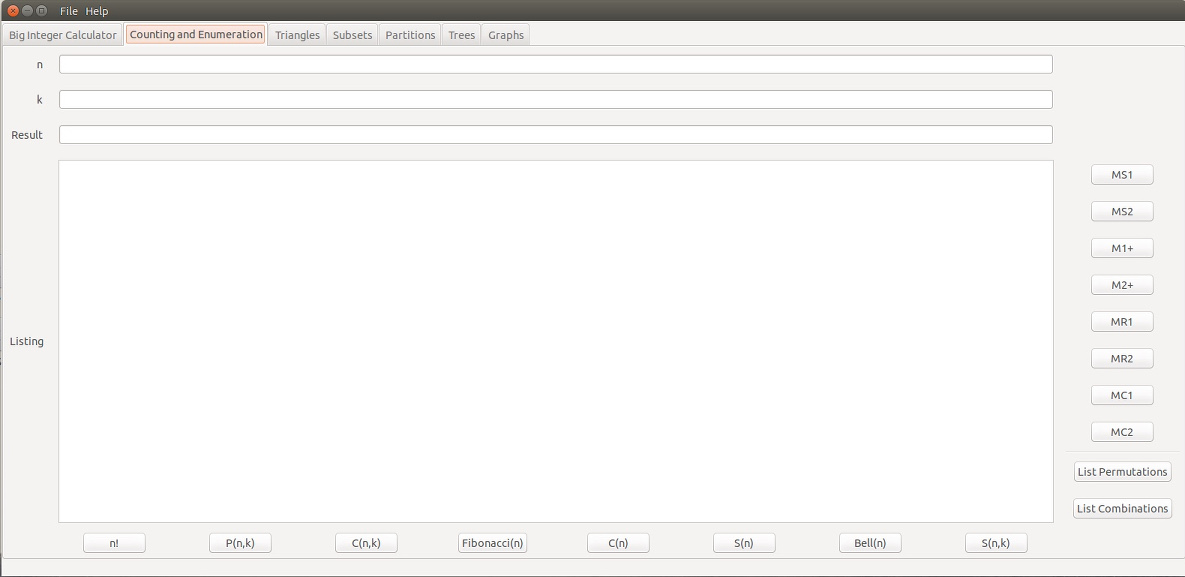 File Help
Big Integer Calculator Counting and Enumeration Triangles Subsets Partitions Trees Graphs
n
k
Result
MS1
MS2
M1+
M2+
MR1
Listing
MR2
MC1
MC2
List Permutations
List Combinations
n! P(n,k) C(n,k) Fibonacci(n) C(n) S(n) Bell(n) S(n,k)